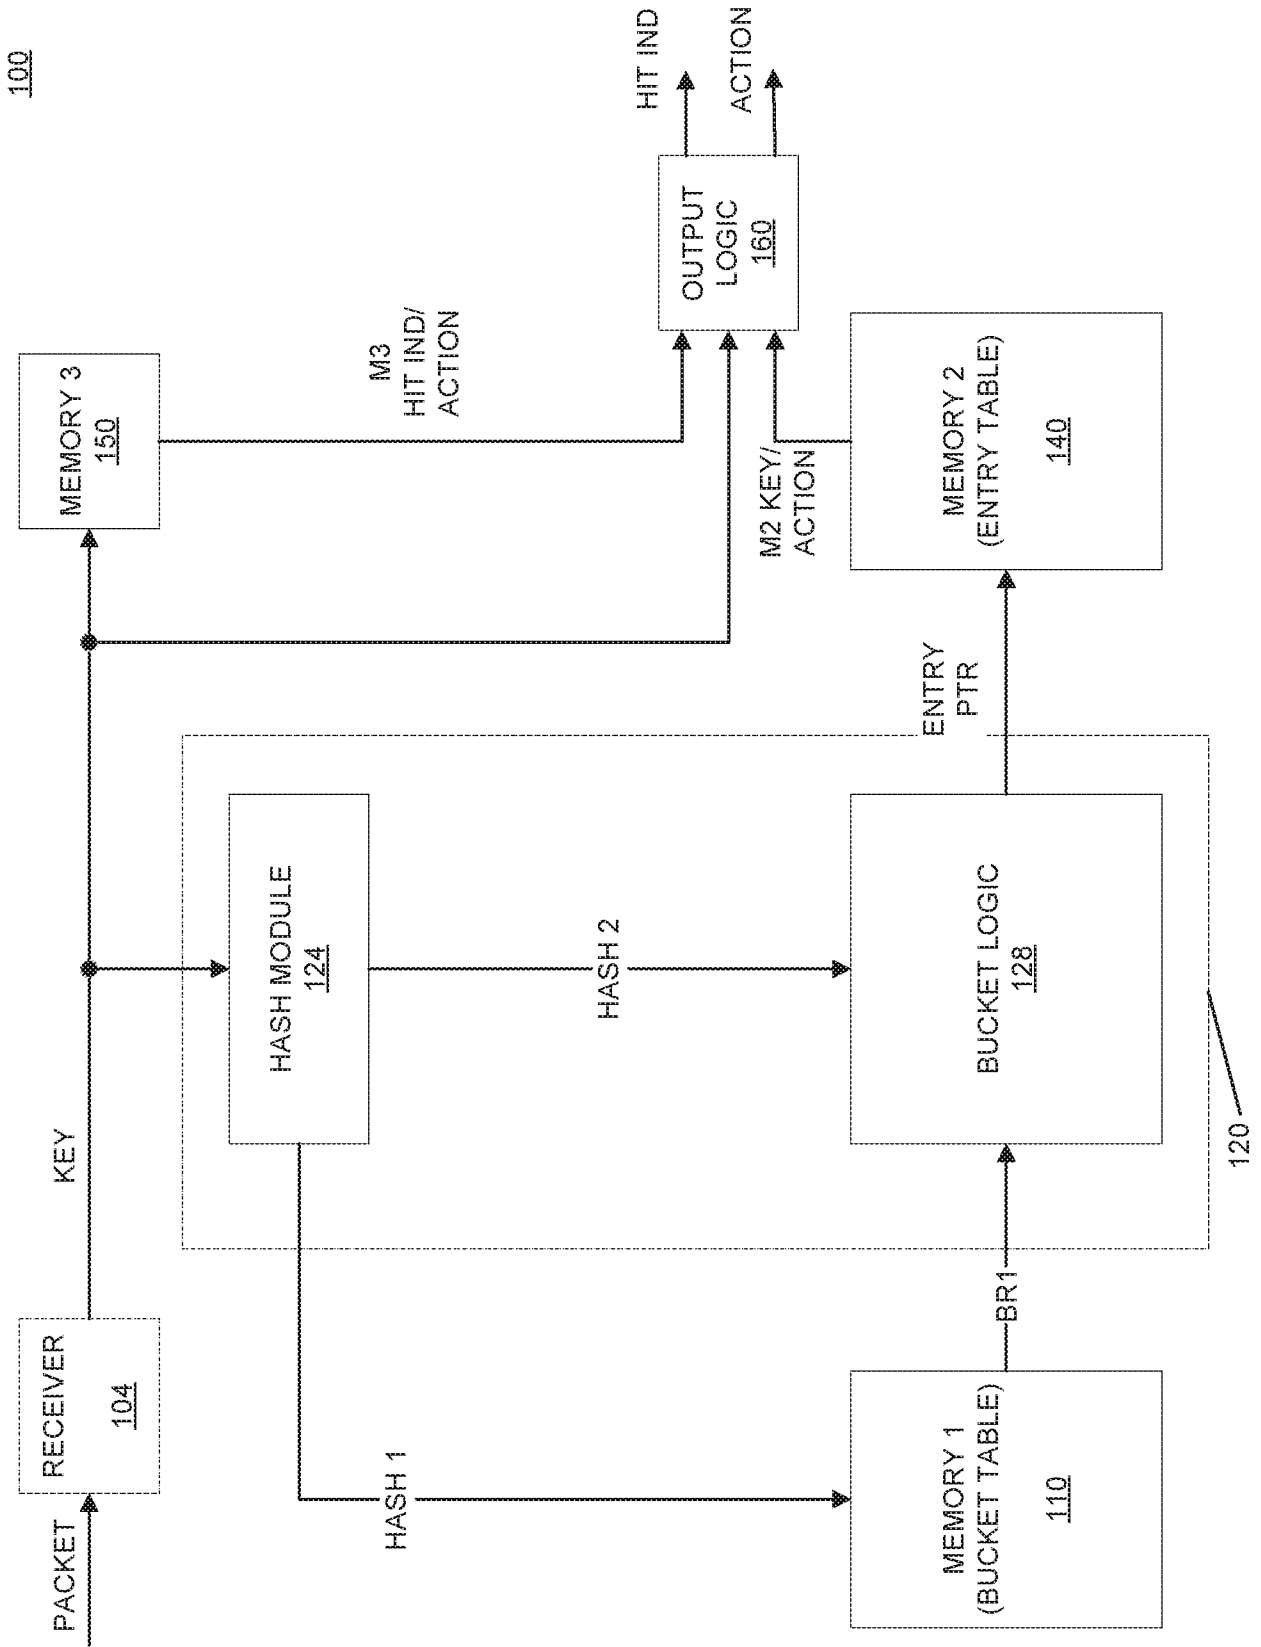 100
PACKET
RECEIVER
104
KEY
MEMORY 3
150
HASH MODULE
124
M3
HIT IND/
ACTION
HIT IND
ACTION
OUTPUT
LOGIC
160
HASH 1
HASH 2
M2 KEY/
ACTION
MEMORY 1
(BUCKET TABLE)
110
BR1
BUCKET LOGIC
128
ENTRY
PTR
MEMORY 2
(ENTRY TABLE)
140
120